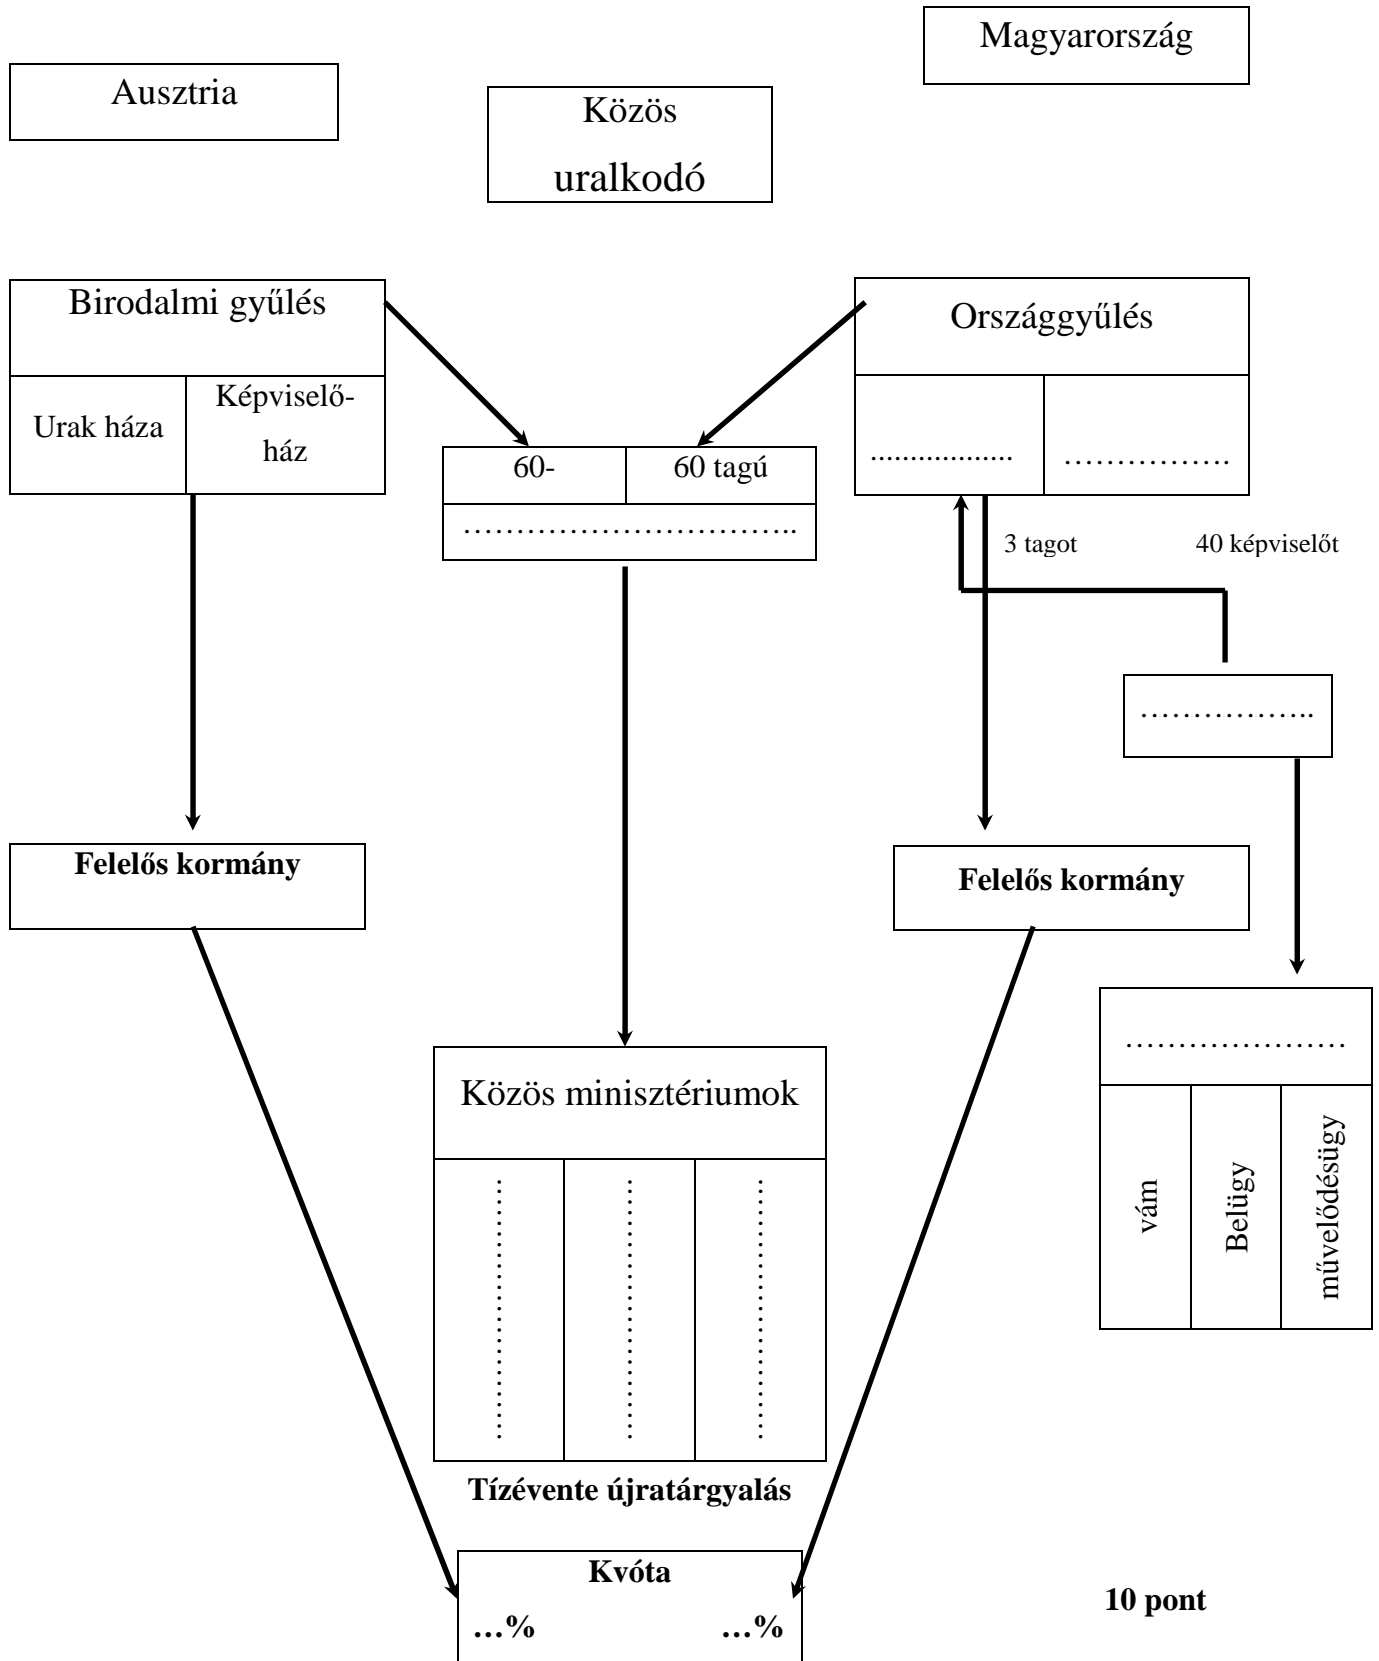 Magyarország
Ausztria
Közös
uralkodó
Birodalmi gyűlés
Urak háza
Képviselő-
ház
60-
60 tagú
…………………………..
Országgyűlés
..................
…………….
3 tagot
40 képviselőt
……………..
Felelős kormány
Felelős kormány
…………………
vám
Belügy
művelődésügy
Közös minisztériumok
……………………
……………………
……………………
Tízévente újratárgyalás
Kvóta
…% …%
10 pont